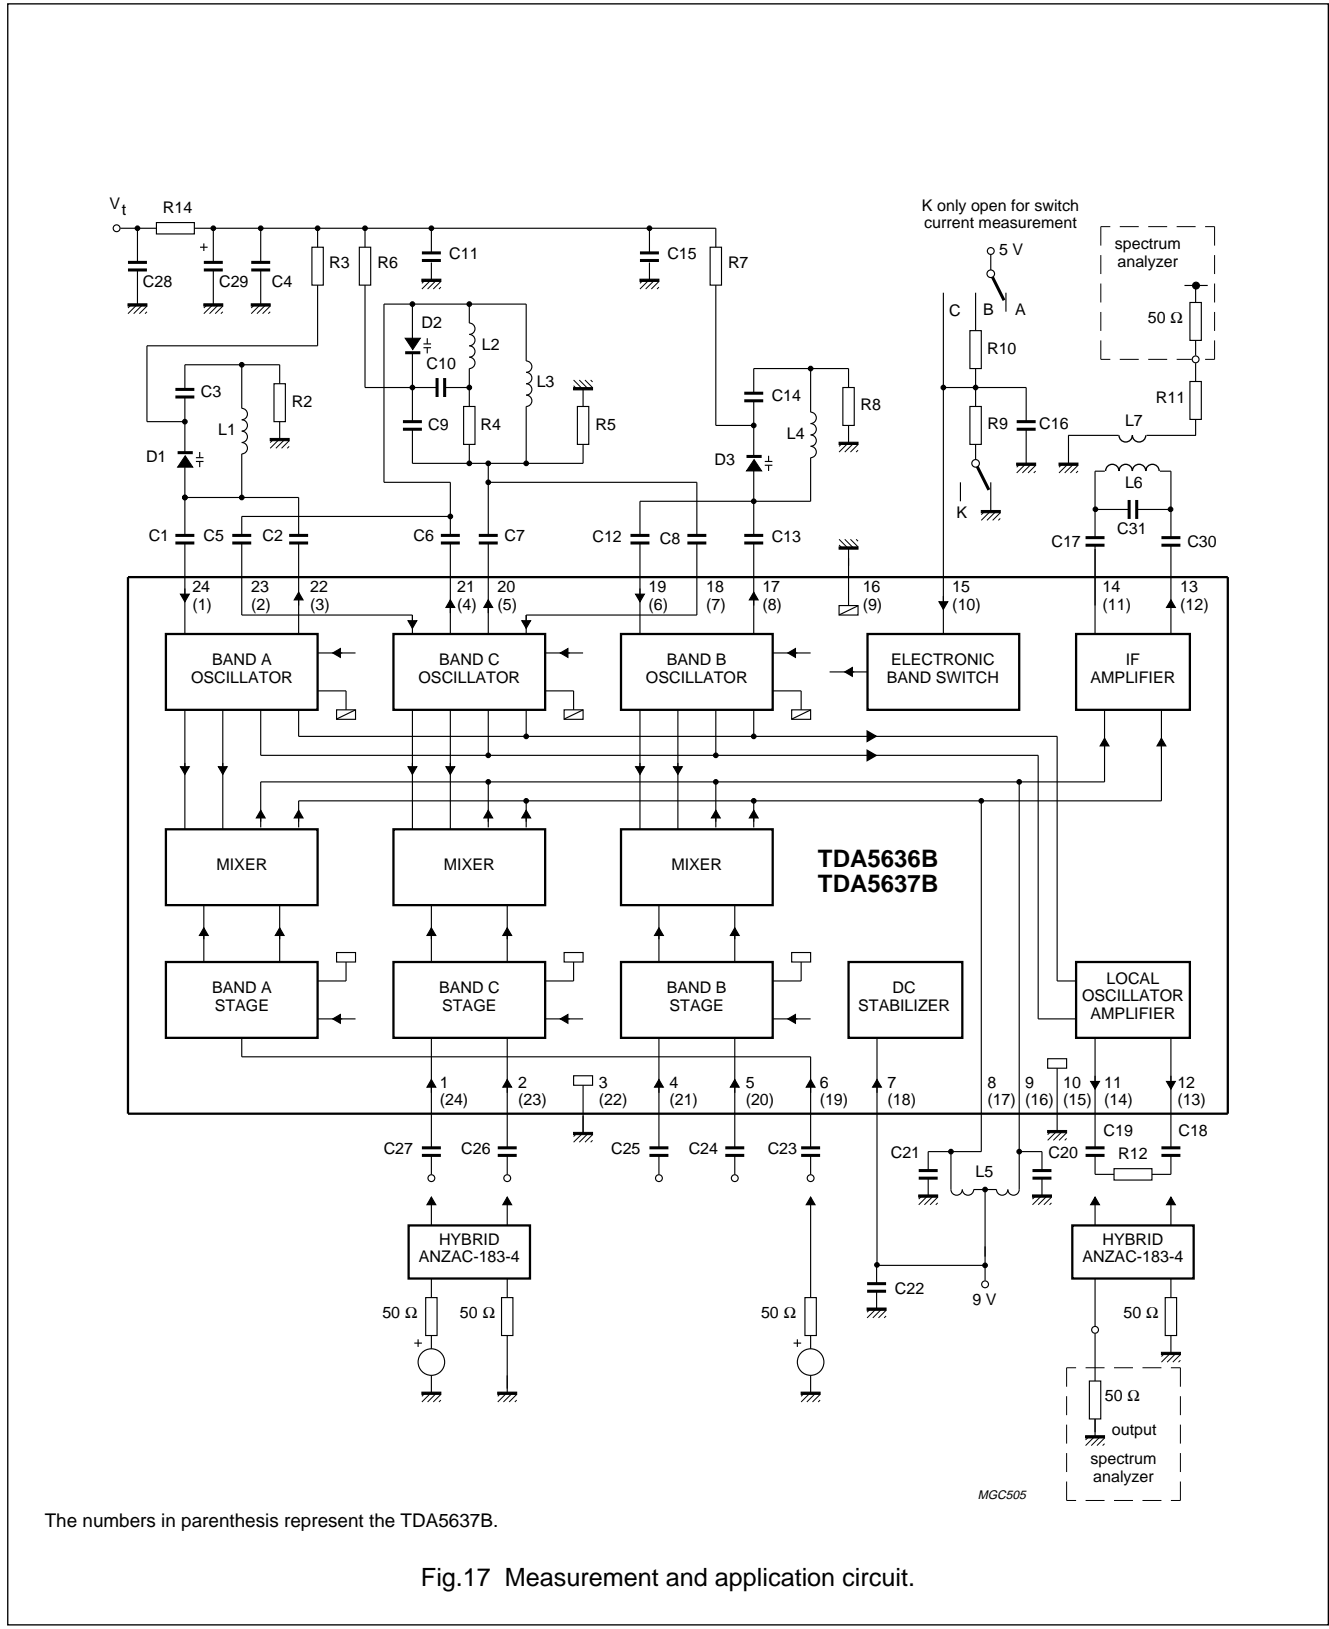 Vt
R14
C28
C29
+
C4
R3
R6
C11
C15
R7
K only open for switch
current measurement
5 V
C
B
A
R10
R9
C16
K
spectrum
analyzer
50 Ω
R11
L7
L6
C31
C17
C30
C3
R2
L1
D1
D2
L2
C10
L3
C9
R4
R5
C14
R8
L4
D3
C1
C5
C2
C6
C7
C12
C8
C13
24
(1)
23
(2)
22
(3)
21
(4)
20
(5)
19
(6)
18
(7)
17
(8)
16
(9)
15
(10)
14
(11)
13
(12)
BAND A
OSCILLATOR
BAND C
OSCILLATOR
BAND B
OSCILLATOR
ELECTRONIC
BAND SWITCH
IF
AMPLIFIER
MIXER
MIXER
MIXER
TDA5636B
TDA5637B
BAND A
STAGE
BAND C
STAGE
BAND B
STAGE
DC
STABILIZER
LOCAL
OSCILLATOR
AMPLIFIER
1
(24)
2
(23)
3
(22)
4
(21)
5
(20)
6
(19)
7
(18)
8
(17)
9
(16)
10
(15)
11
(14)
12
(13)
C27
C26
C25
C24
C23
C21
L5
C20
C19
R12
C18
HYBRID
ANZAC-183-4
HYBRID
ANZAC-183-4
C22
9 V
50 Ω
50 Ω
50 Ω
50 Ω
+
+
50 Ω
output
spectrum
analyzer
MGC505
The numbers in parenthesis represent the TDA5637B.
Fig.17 Measurement and application circuit.